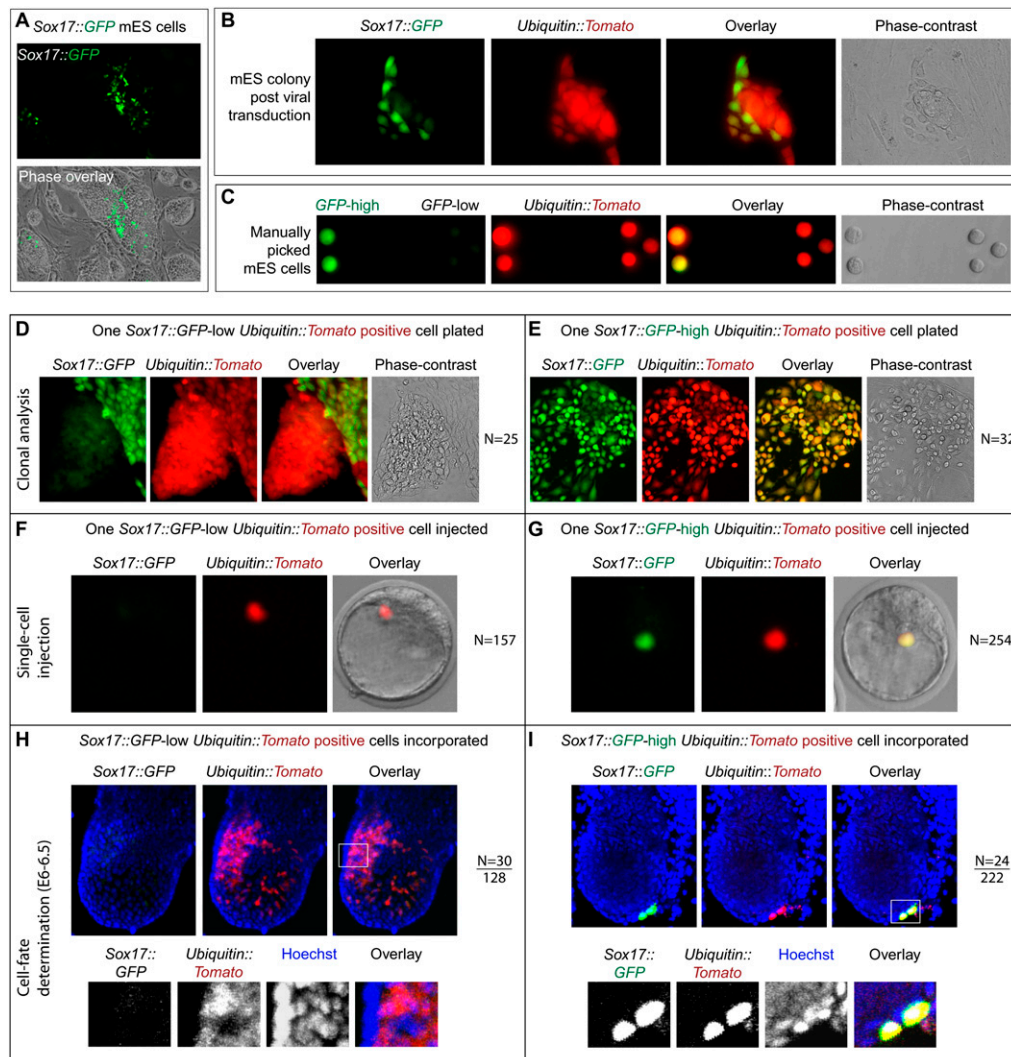 A
Sox17::GFP mES cells
Sox17::GFP
Phase overlay
B
Sox17::GFP
Ubiquitin::Tomato
Overlay
Phase-contrast
mES colony
post viral
transduction
C
GFP-high
GFP-low
Ubiquitin::Tomato
Overlay
Phase-contrast
Manually
picked
mES cells
D
One Sox17::GFP-low Ubiquitin::Tomato positive cell plated
Sox17::GFP
Ubiquitin::Tomato
Overlay
Phase-contrast
Clonal analysis
N=25
E
One Sox17::GFP-high Ubiquitin::Tomato positive cell plated
Sox17::GFP
Ubiquitin::Tomato
Overlay
Phase-contrast
N=32
F
One Sox17::GFP-low Ubiquitin::Tomato positive cell injected
Sox17::GFP
Ubiquitin::Tomato
Overlay
Single-cell
injection
N=157
G
One Sox17::GFP-high Ubiquitin::Tomato positive cell injected
Sox17::GFP
Ubiquitin::Tomato
Overlay
N=254
H
Sox17::GFP-low Ubiquitin::Tomato positive cells incorporated
Sox17::GFP
Ubiquitin::Tomato
Overlay
Cell-fate
determination (E6-6.5)
N=30
128
Sox17::
GFP
Ubiquitin::
Tomato
Hoechst
Overlay
I
Sox17::GFP-high Ubiquitin::Tomato positive cell incorporated
Sox17::GFP
Ubiquitin::Tomato
Overlay
N=24
222
Sox17::
GFP
Ubiquitin::
Tomato
Hoechst
Overlay